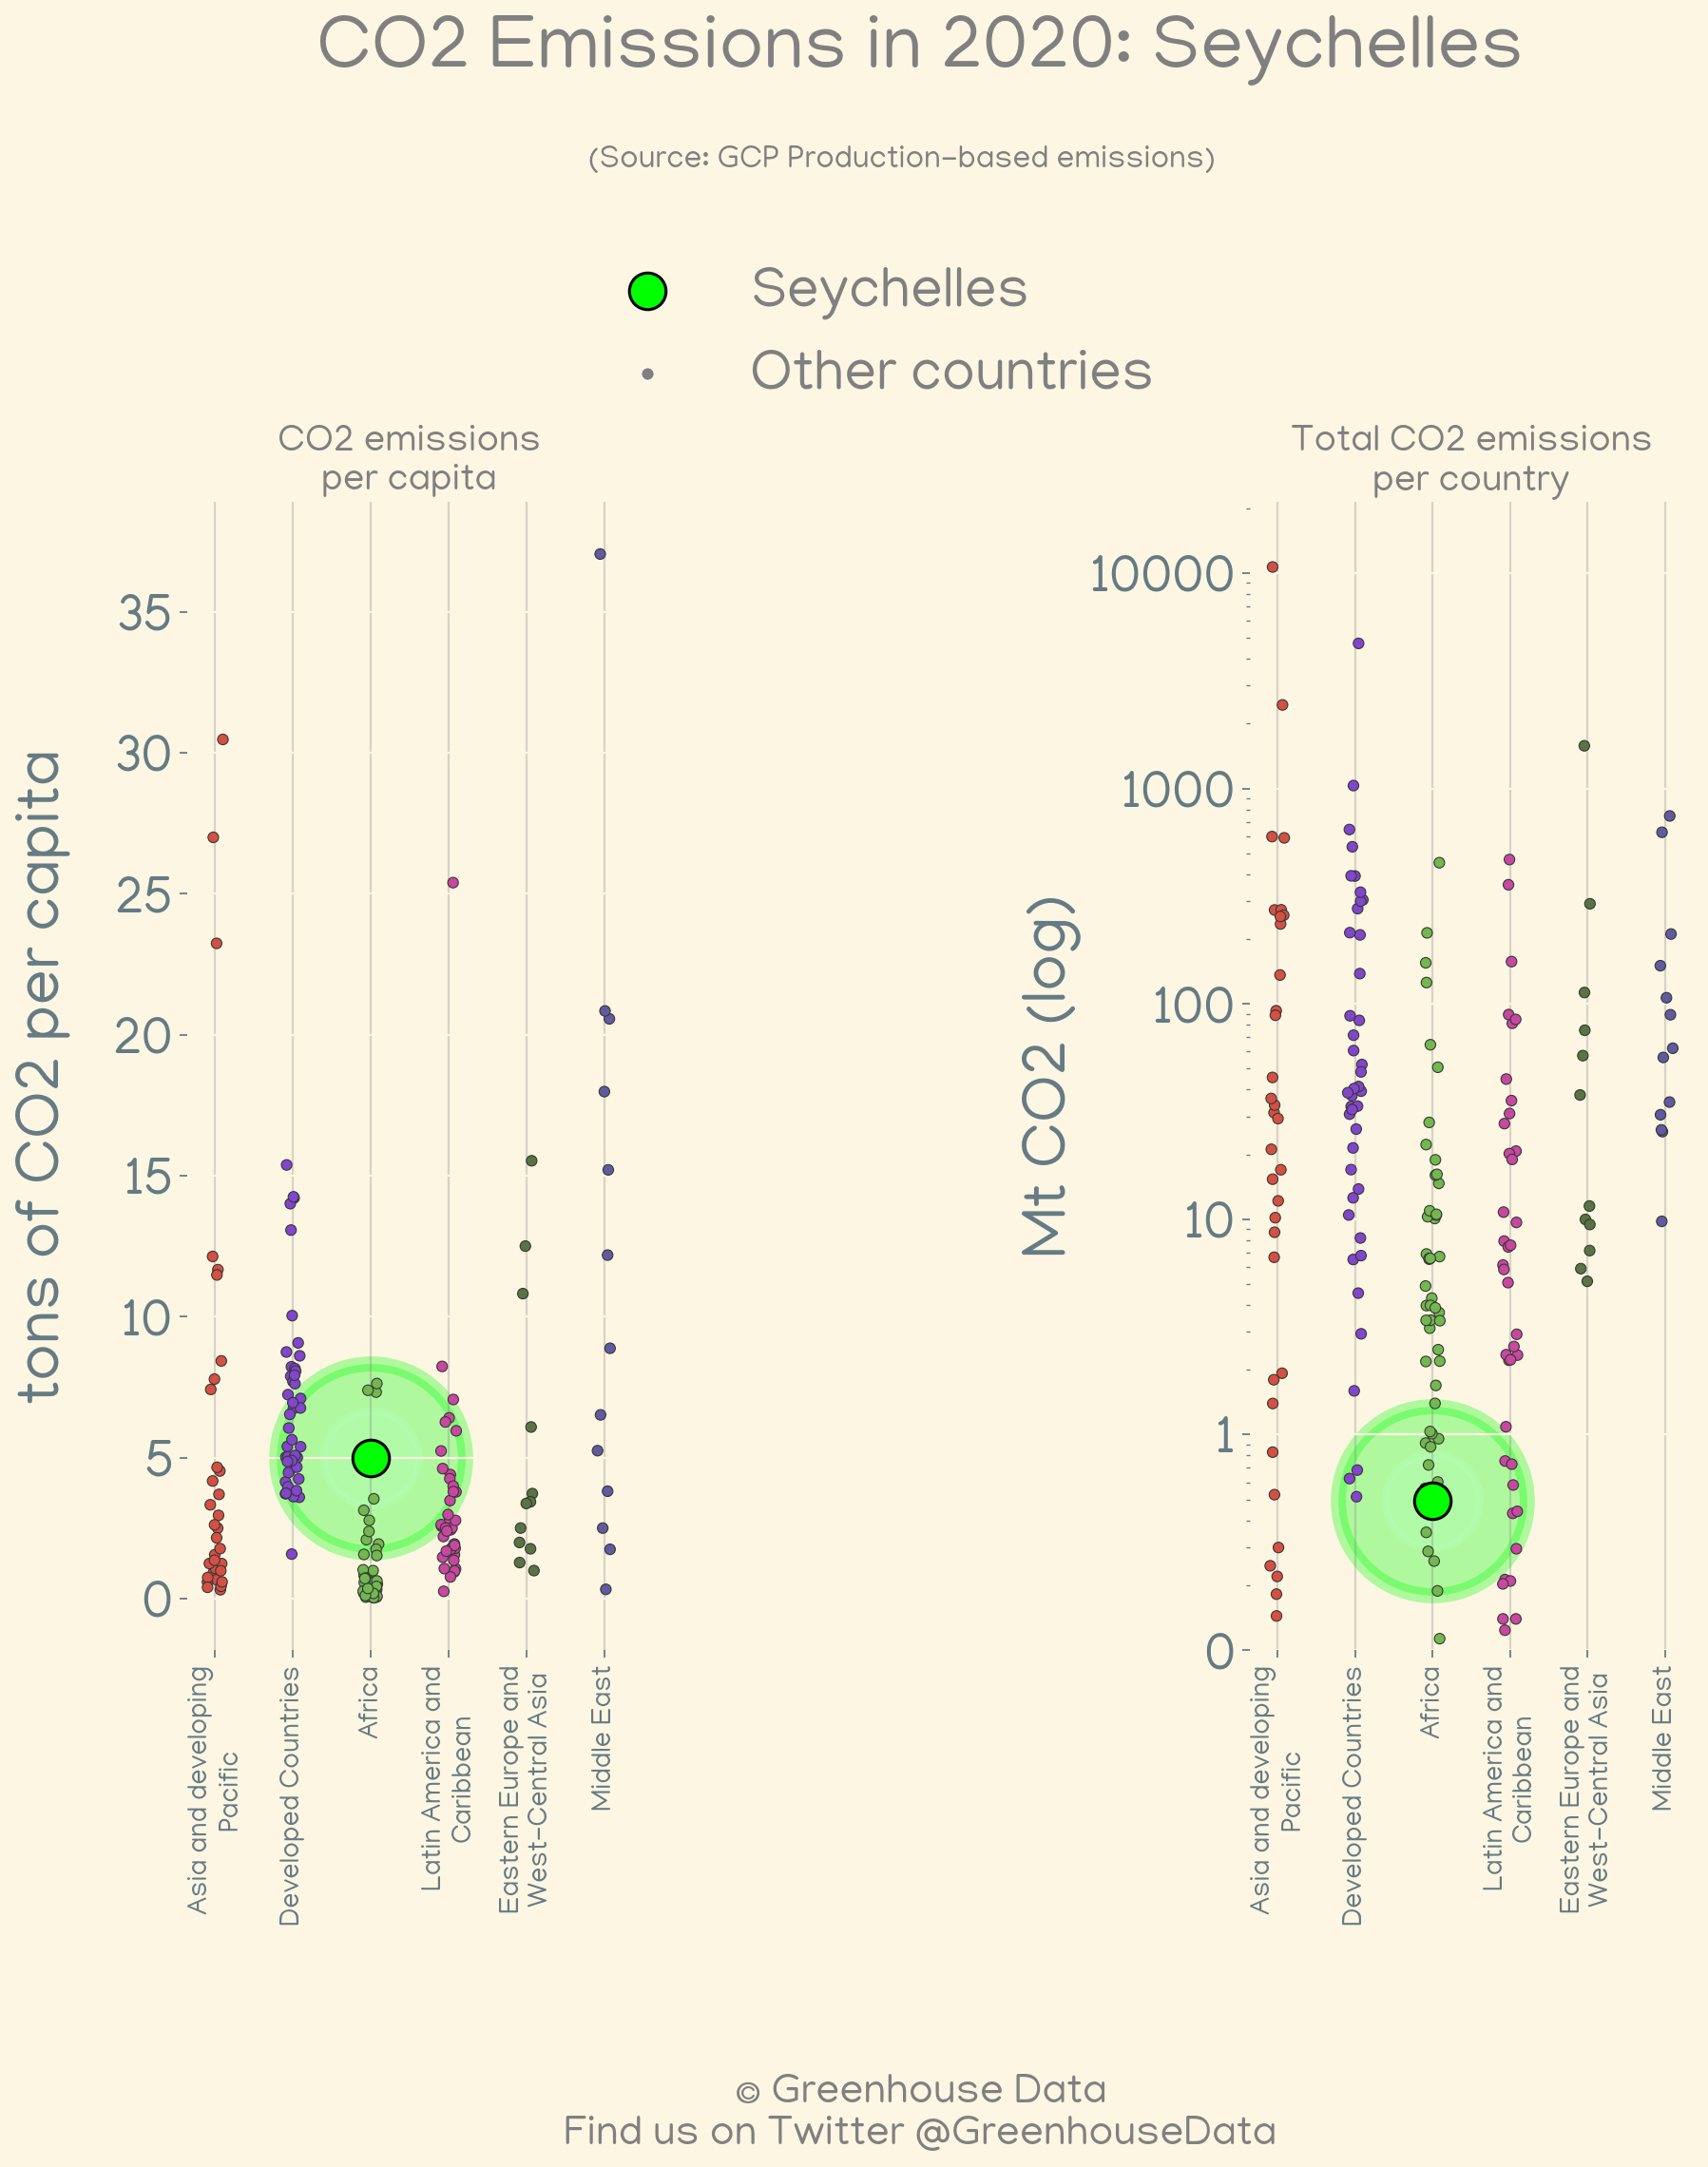 CO2 Emissions in 2020: Seychelles
(Source: GCP Production-based emissions)
Seychelles
Other countries
CO2 emissions
per capita
tons of CO2 per capita
35
30
25
20
15
10
5
0
Asia and developing
Pacific
Developed Countries
Africa
Latin America and
Caribbean
Eastern Europe and
West-Central Asia
Middle East
Total CO2 emissions
per country
Mt CO2 (log)
10000
1000
100
10
1
0
Asia and developing
Pacific
Developed Countries
Africa
Latin America and
Caribbean
Eastern Europe and
West-Central Asia
Middle East
© Greenhouse Data
Find us on Twitter @GreenhouseData